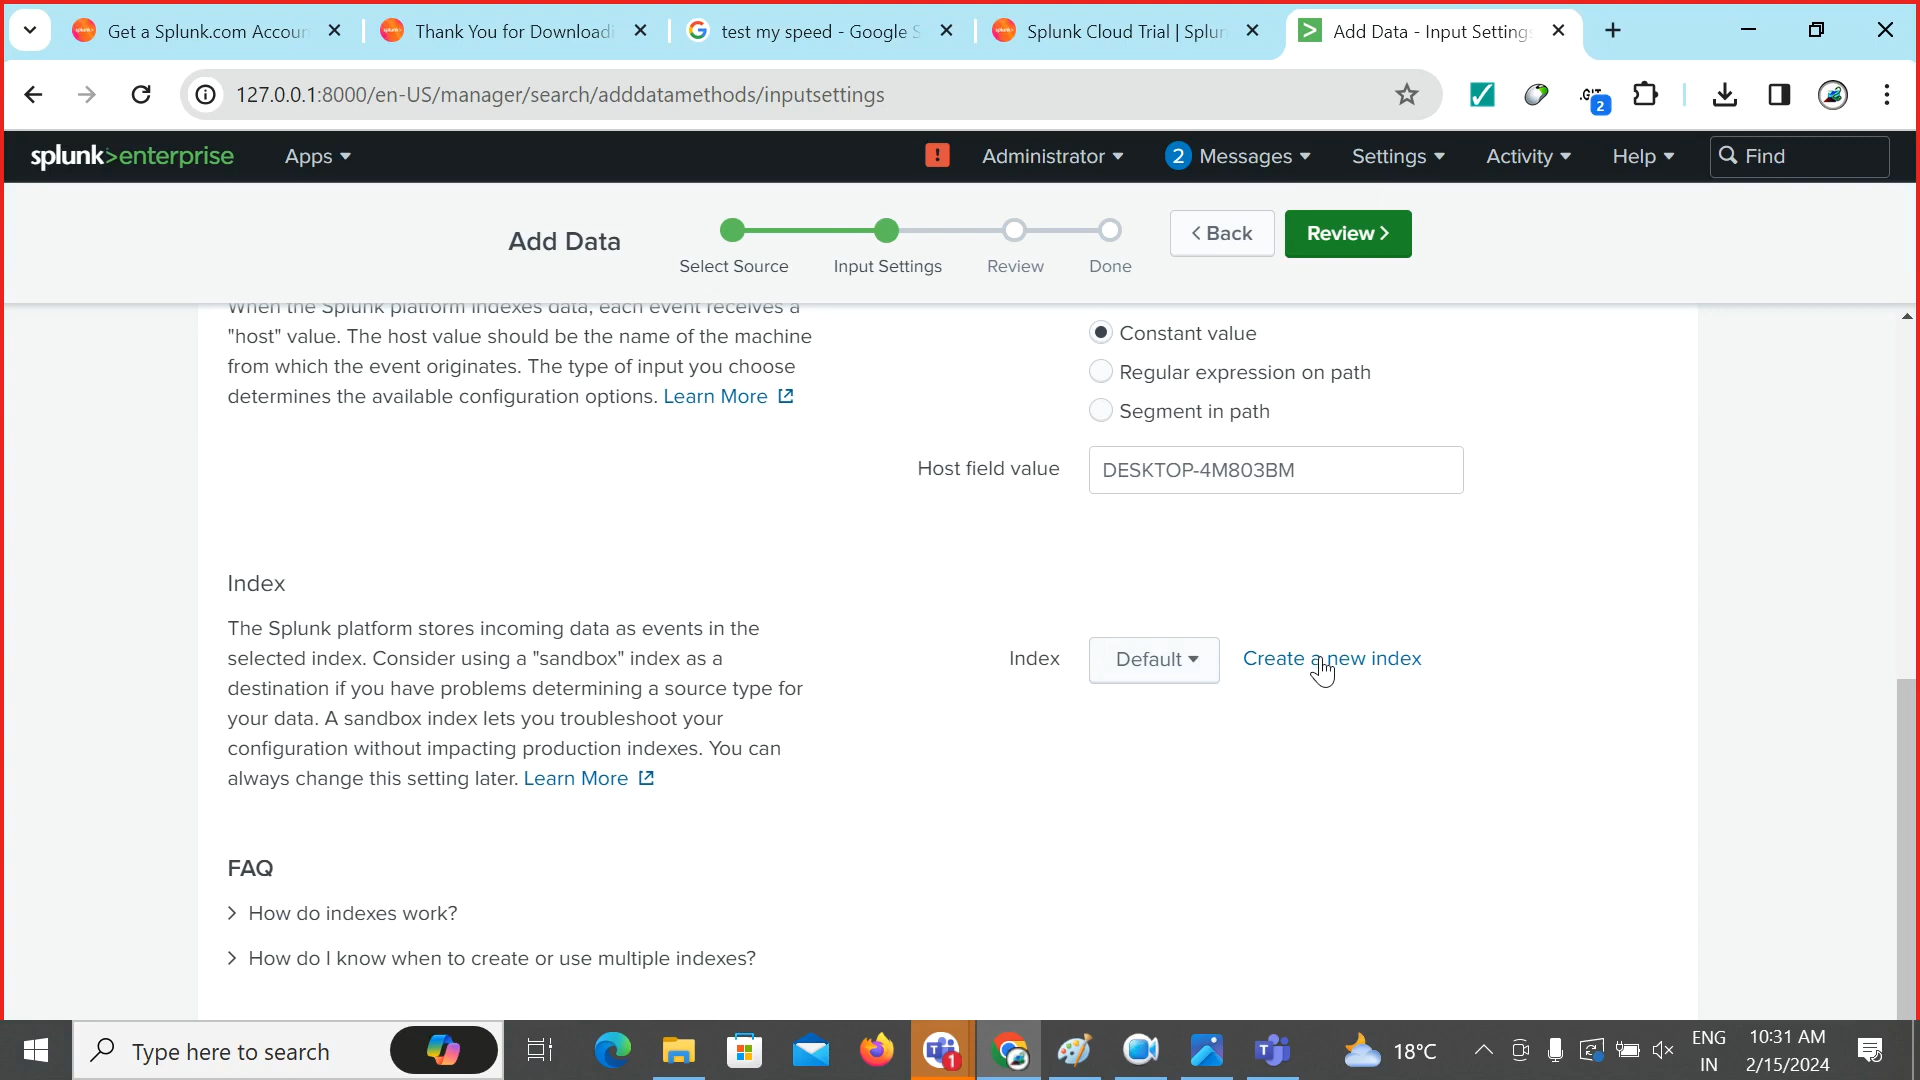 Get a Splunk.com Accoun
Thank You for Downloadi
test my speed - Google S
Splunk Cloud Trial | Splun
Add Data - Input Settings
127.0.0.1:8000/en-US/manager/search/adddatamethods/inputsettings
2
splunk>enterprise
Apps
!
Administrator
2 Messages
Settings
Activity
Help
Find
Add Data
Select Source
Input Settings
Review
Done
< Back
Review >
When the Splunk platform indexes data, each event receives a
"host" value. The host value should be the name of the machine
from which the event originates. The type of input you choose
determines the available configuration options. Learn More
Constant value
Regular expression on path
Segment in path
Host field value
DESKTOP-4M803BM
Index
The Splunk platform stores incoming data as events in the
selected index. Consider using a "sandbox" index as a
destination if you have problems determining a source type for
your data. A sandbox index lets you troubleshoot your
configuration without impacting production indexes. You can
always change this setting later. Learn More
Index
Default
Create a new index
FAQ
> How do indexes work?
> How do I know when to create or use multiple indexes?
Type here to search
1
18°C
ENG
IN
10:31 AM
2/15/2024